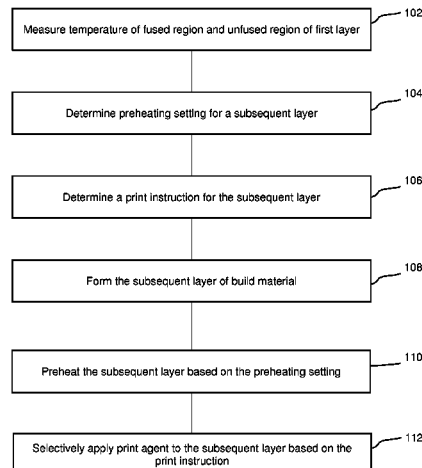 Measure temperature of fused region and unfused region of first layer
102
Determine preheating setting for a subsequent layer
104
Determine a print instruction for the subsequent layer
106
Form the subsequent layer of build material
108
Preheat the subsequent layer based on the preheating setting
110
Selectively apply print agent to the subsequent layer based on the
print instruction
112